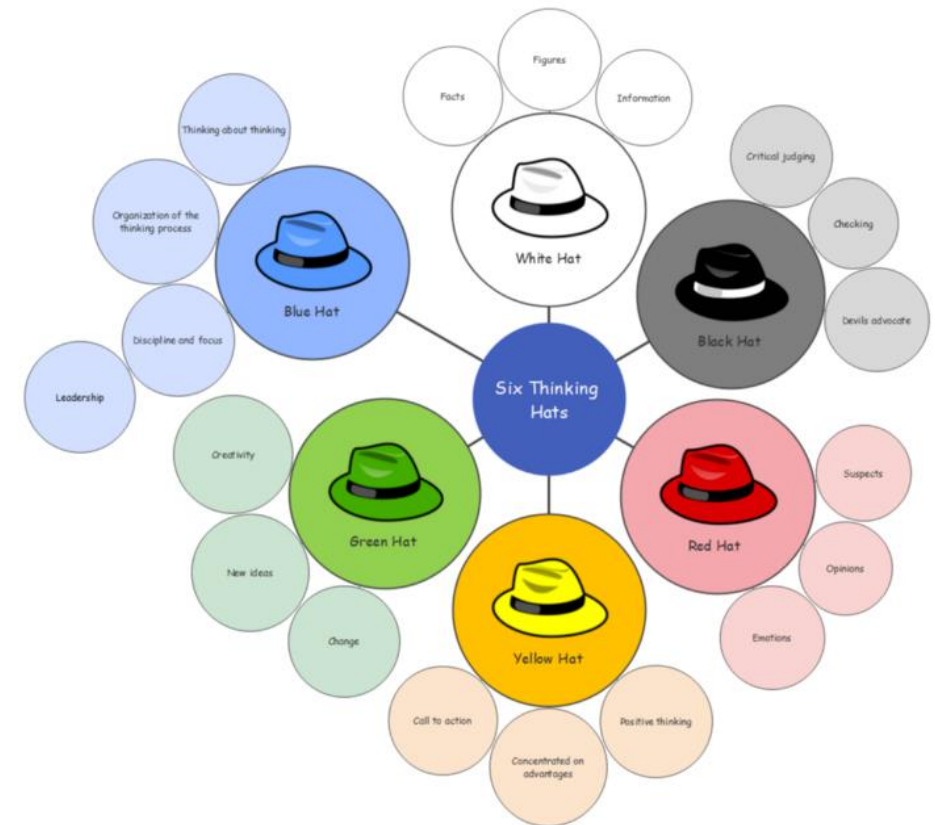 Figures
Facts
Information
White Hat
Critical judging
Checking
Devils advocate
Black Hat
Suspects
Opinions
Emotions
Red Hat
Positive thinking
Concentrated on
advantages
Call to action
Yellow Hat
Change
New ideas
Creativity
Green Hat
Leadership
Discipline and focus
Organization of the
thinking process
Thinking about thinking
Blue Hat
Six Thinking
Hats